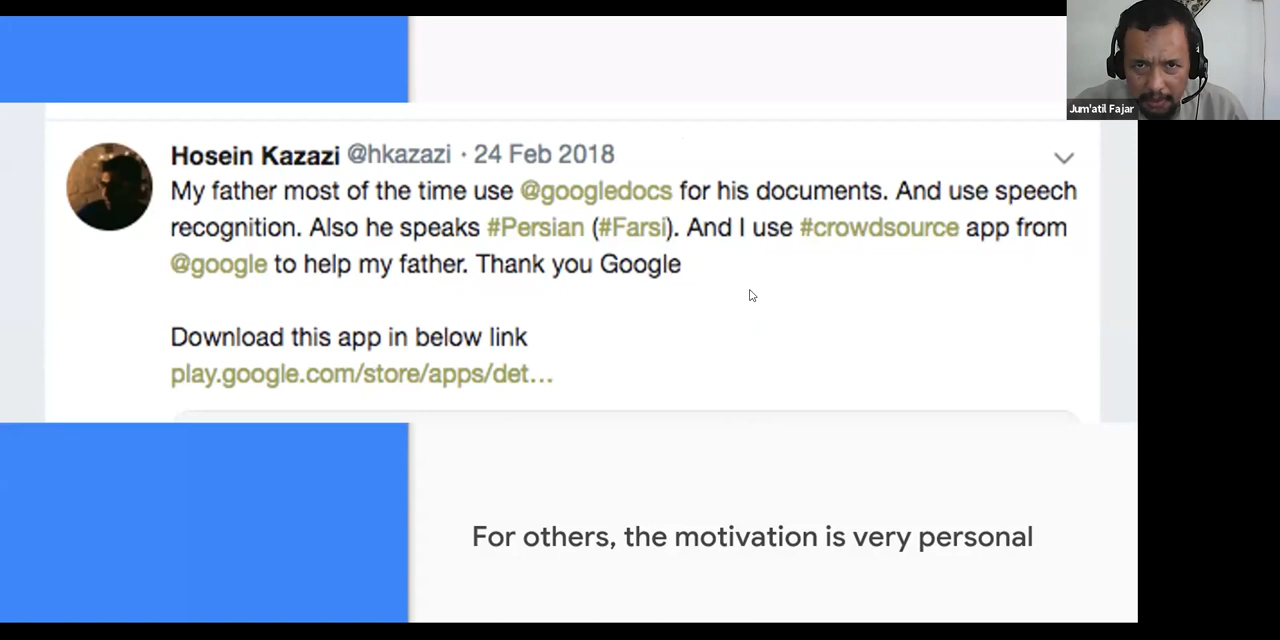 Jum'atil Fajar
Hosein Kazazi @hkazazi · 24 Feb 2018
My father most of the time use @googledocs for his documents. And use speech
recognition. Also he speaks #Persian (#Farsi). And I use #crowdsource app from
@google to help my father. Thank you Google
Download this app in below link
play.google.com/store/apps/det...
For others, the motivation is very personal